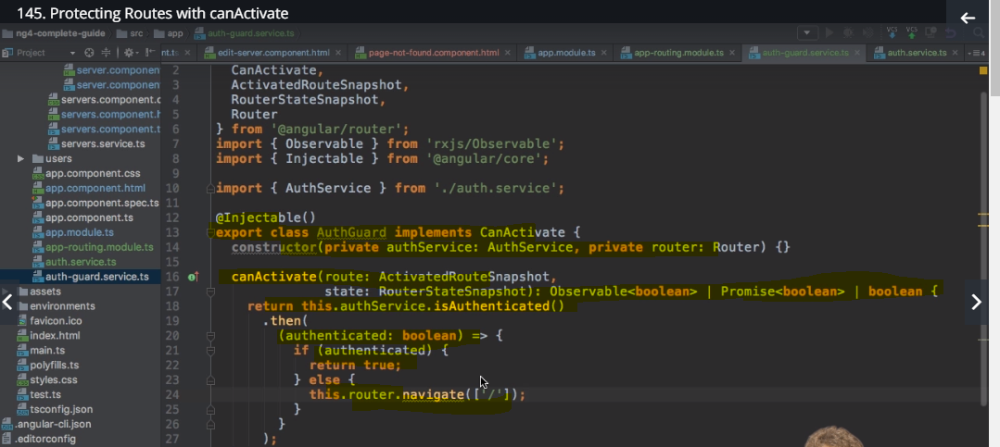 145. Protecting Routes with canActivate
ng4-complete-guide src app auth-guard.service.ts
Project
nt.ts × edit-server.component.html × page-not-found.component.html × app.module.ts × app-routing.module.ts × auth-guard.service.ts × auth.service.ts ×
server.componen
server.componen
servers.component.c
servers.component.h
servers.component.t
servers.service.ts
users
app.component.css
app.component.html
app.component.spec.ts
app.component.ts
app.module.ts
app-routing.module.ts
auth.service.ts
auth-guard.service.ts
assets
environments
favicon.ico
index.html
main.ts
polyfills.ts
styles.css
test.ts
tsconfig.json
.angular-cli.json
.editorconfig
2 CanActivate,
3 ActivatedRouteSnapshot,
4 RouterStateSnapshot,
5 Router
6 } from '@angular/router';
7 import { Observable } from 'rxjs/Observable';
8 import { Injectable } from '@angular/core';
9
10 import { AuthService } from './auth.service';
11
12 @Injectable()
13 export class AuthGuard implements CanActivate {
14 constructor(private authService: AuthService, private router: Router) {}
15
16 canActivate(route: ActivatedRouteSnapshot,
17 state: RouterStateSnapshot): Observable<boolean> | Promise<boolean> | boolean {
18 return this.authService.isAuthenticated()
19 .then(
20 (authenticated: boolean) => {
21 if (authenticated) {
22 return true;
23 } else {
24 this.router.navigate(['/']);
25 }
26 }
27 );